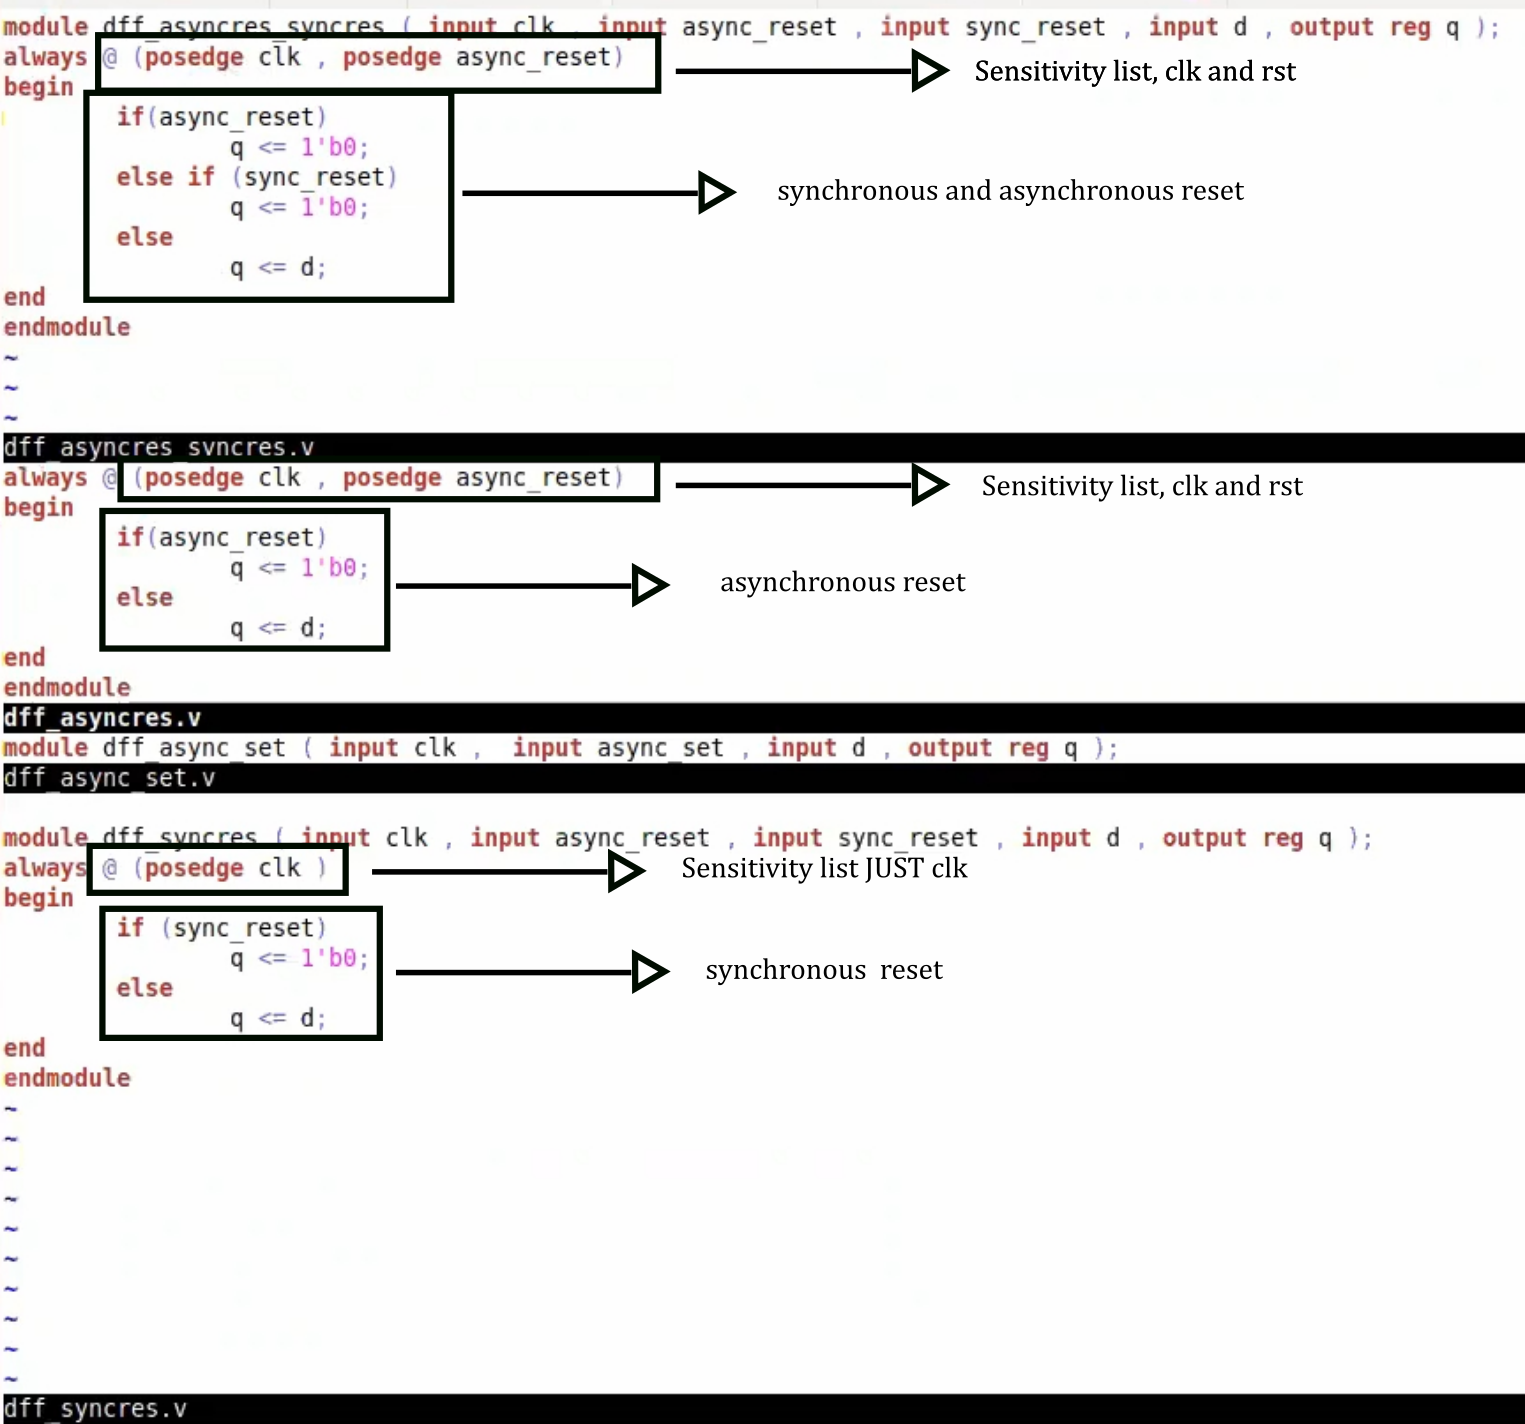 module dff_asyncres_syncres ( input clk , input async_reset , input sync_reset , input d , output reg q );
always @ (posedge clk , posedge async_reset)
Sensitivity list, clk and rst
begin
if(async_reset)
q <= 1'b0;
else if (sync_reset)
synchronous and asynchronous reset
q <= 1'b0;
else
q <= d;
end
endmodule
~
~
~
dff_asyncres_syncres.v
always @ (posedge clk , posedge async_reset)
Sensitivity list, clk and rst
begin
if(async_reset)
q <= 1'b0;
asynchronous reset
else
q <= d;
end
endmodule
dff_asyncres.v
module dff_async_set ( input clk , input async_set , input d , output reg q );
dff_async_set.v
module dff_syncres ( input clk , input async_reset , input sync_reset , input d , output reg q );
always @ (posedge clk )
Sensitivity list JUST clk
begin
if (sync_reset)
q <= 1'b0;
synchronous reset
else
q <= d;
end
endmodule
~
~
~
~
~
~
~
~
~
~
dff_syncres.v